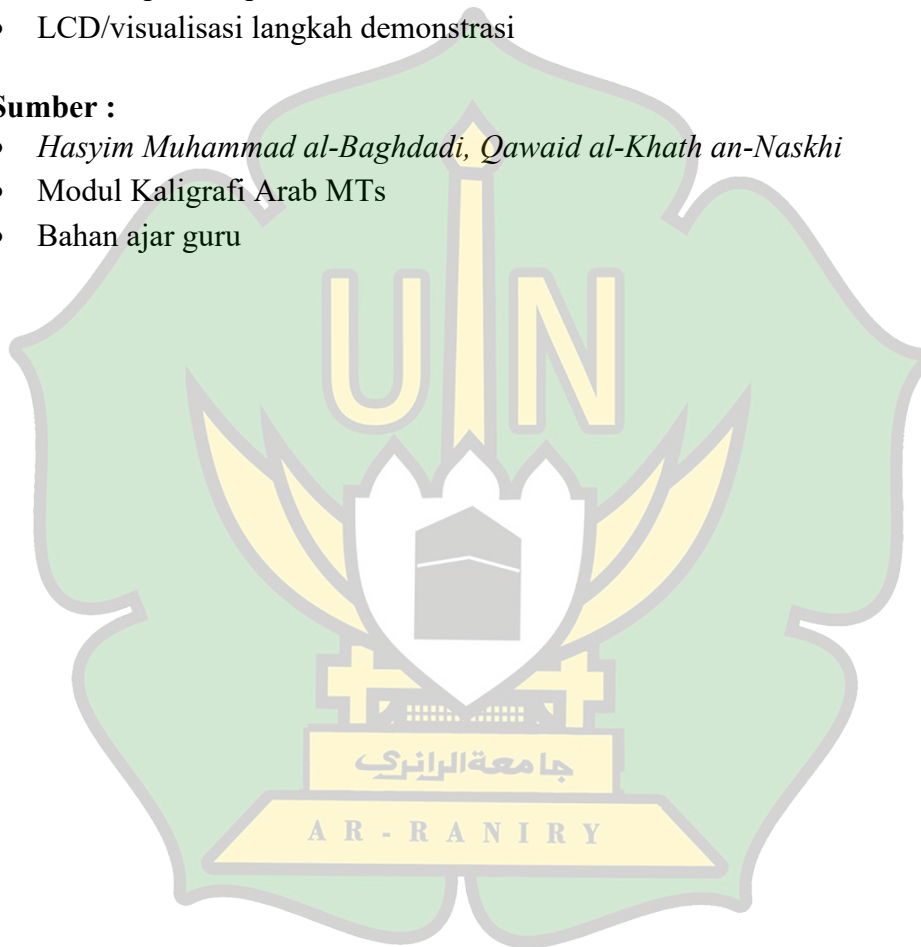 • LCD/visualisasi langkah demonstrasi
Sumber :
• Hasyim Muhammad al-Baghdadi, Qawaid al-Khath an-Naskhi
• Modul Kaligrafi Arab MTs
• Bahan ajar guru
UIN
جامعة الرانري
AR-RANIRY